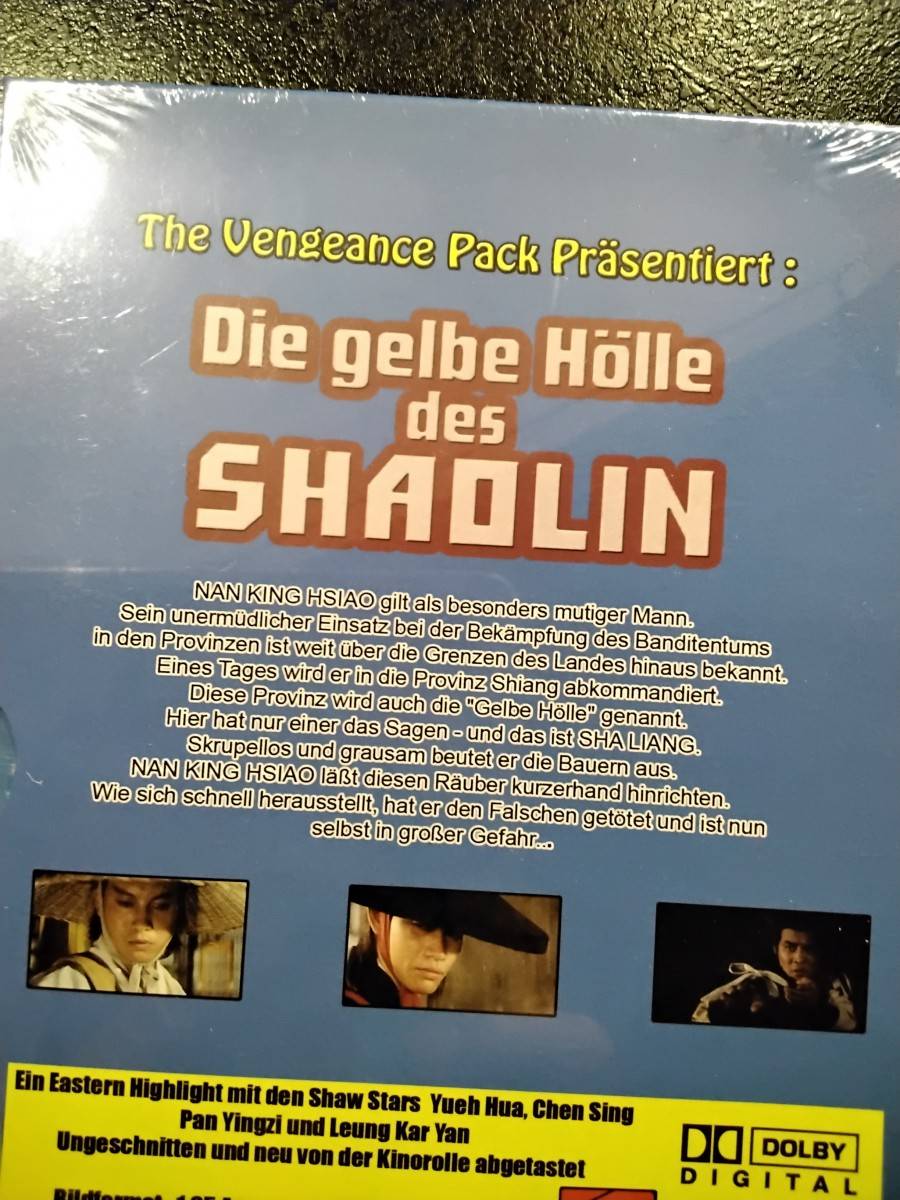 The Vengeance Pack Präsentiert :
Die gelbe Hölle
des
SHAOLIN
NAN KING HSIAO gilt als besonders mutiger Mann.
Sein unermüdlicher Einsatz bei der Bekämpfung des Banditentums
in den Provinzen ist weit über die Grenzen des Landes hinaus bekannt.
Eines Tages wird er in die Provinz Shiang abkommandiert.
Diese Provinz wird auch die "Gelbe Hölle" genannt.
Hier hat nur einer das Sagen - und das ist SHA LIANG.
Skrupellos und grausam beutet er die Bauern aus.
NAN KING HSIAO läßt diesen Räuber kurzerhand hinrichten.
Wie sich schnell herausstellt, hat er den Falschen getötet und ist nun
selbst in großer Gefahr...
Ein Eastern Highlight mit den Shaw Stars Yueh Hua, Chen Sing
Pan Yingzi und Leung Kar Yan
Ungeschnitten und neu von der Kinorolle abgetastet
DOLBY
DIGITAL
Bildformat